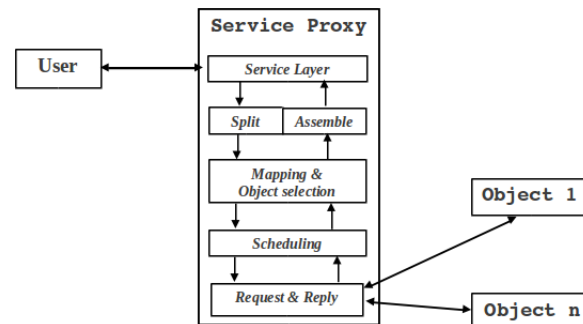 Service Proxy
User
Service Layer
Split
Assemble
Mapping &
Object selection
Scheduling
Request & Reply
Object 1
Object n